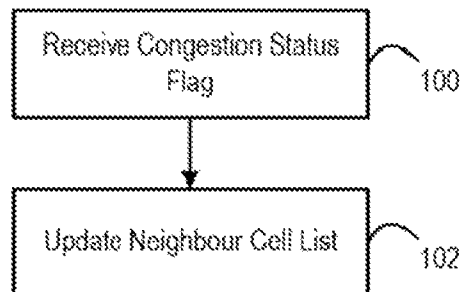 Receive Congestion Status
Flag
100
Update Neighbour Cell List
102